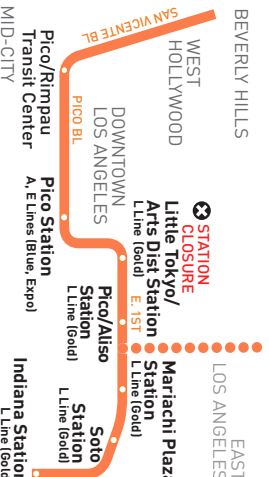 BEVERLY HILLS
SAN VICENTE BL
WEST
HOLLYWOOD
STATION
CLOSURE
Little Tokyo/
Arts Dist Station
L Line (Gold)
E. 1ST
DOWNTOWN
LOS ANGELES
PICO BL
Pico/Rimpau
Transit Center
MID-CITY
Pico Station
A, E Lines (Blue, Expo)
Pico/Aliso
Station
L Line (Gold)
Mariachi Plaza
Station
L Line (Gold)
EAST
LOS ANGELES
Soto
Station
L Line (Gold)
Indiana Station
L Line (Gold)